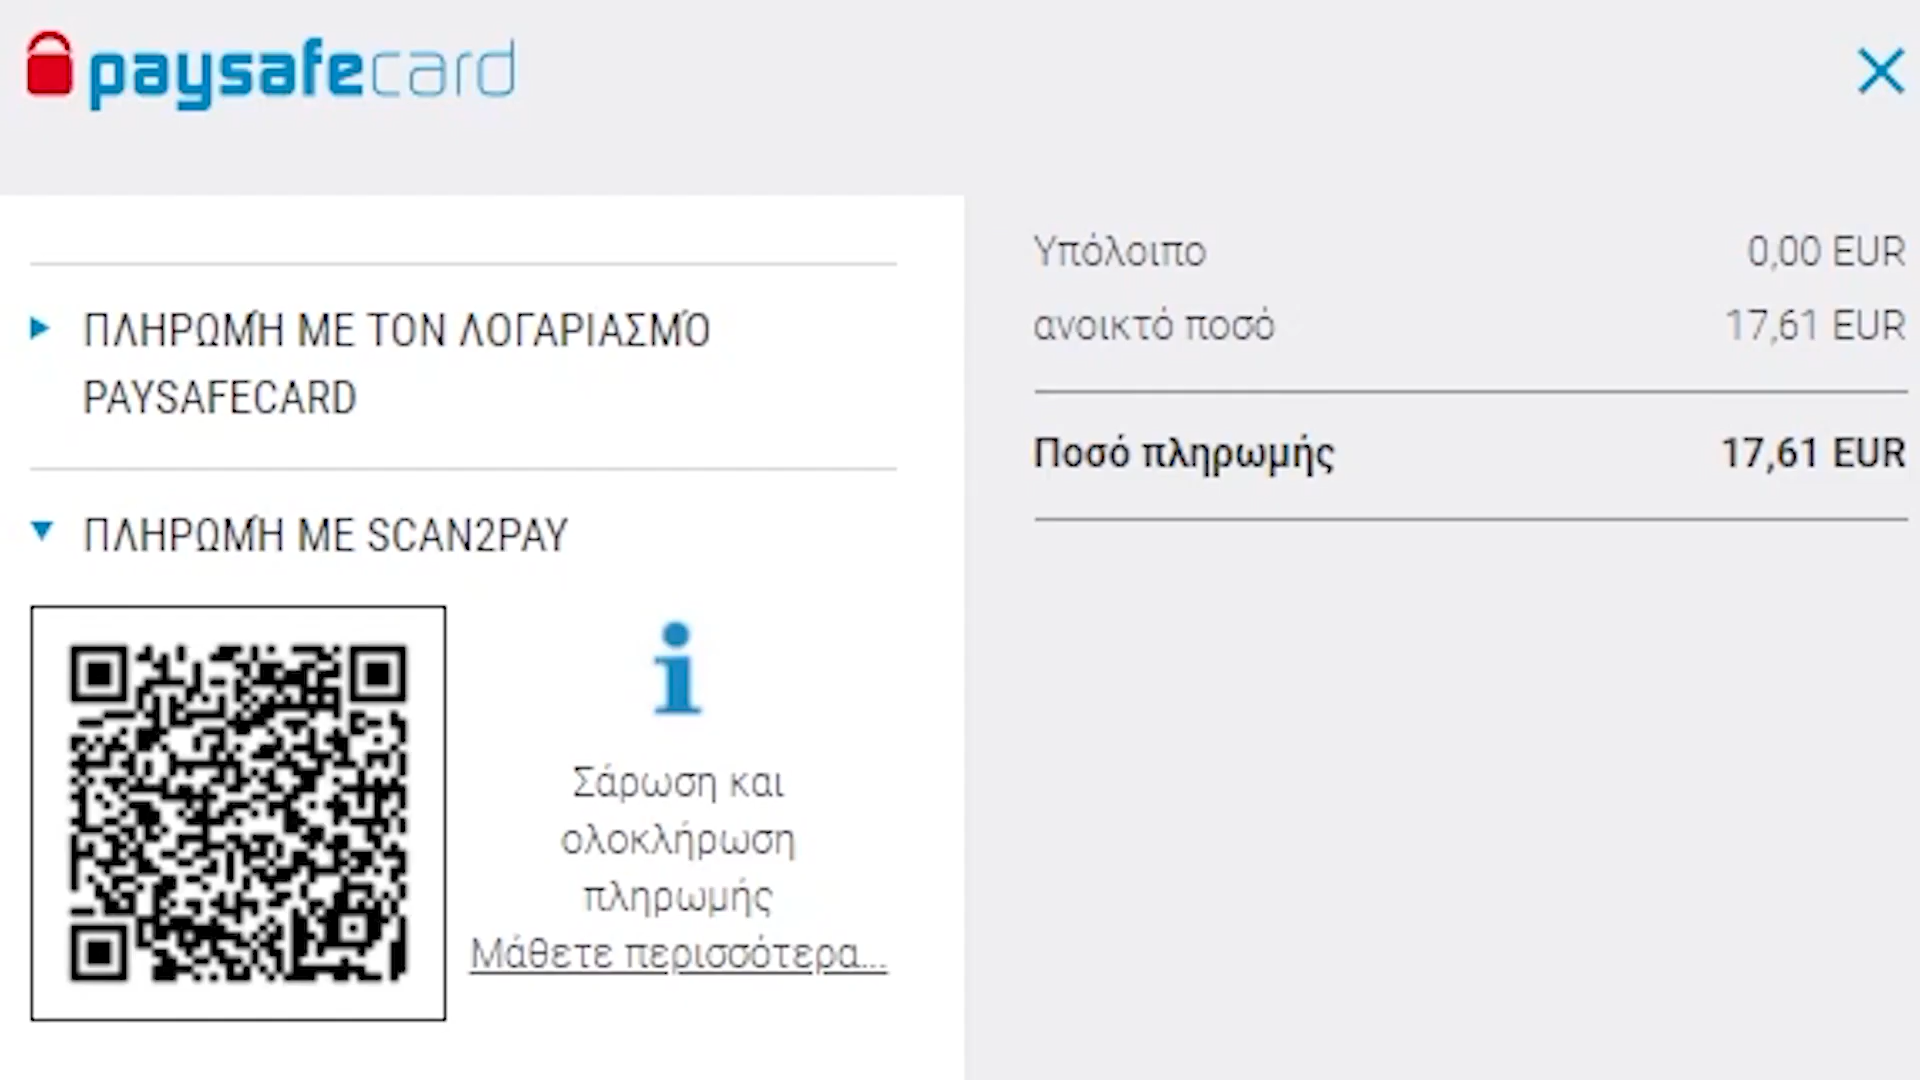 paysafecard
ΠΛΗΡΩΜΉ ΜΕ ΤΟΝ ΛΟΓΑΡΙΑΣΜΌ
PAYSAFECARD
ΠΛΗΡΩΜΉ ΜΕ SCAN2PAY
Σάρωση και
ολοκλήρωση
πληρωμής
Μάθετε περισσότερα...
Υπόλοιπο 0,00 EUR
ανοικτό ποσό 17,61 EUR
Ποσό πληρωμής 17,61 EUR